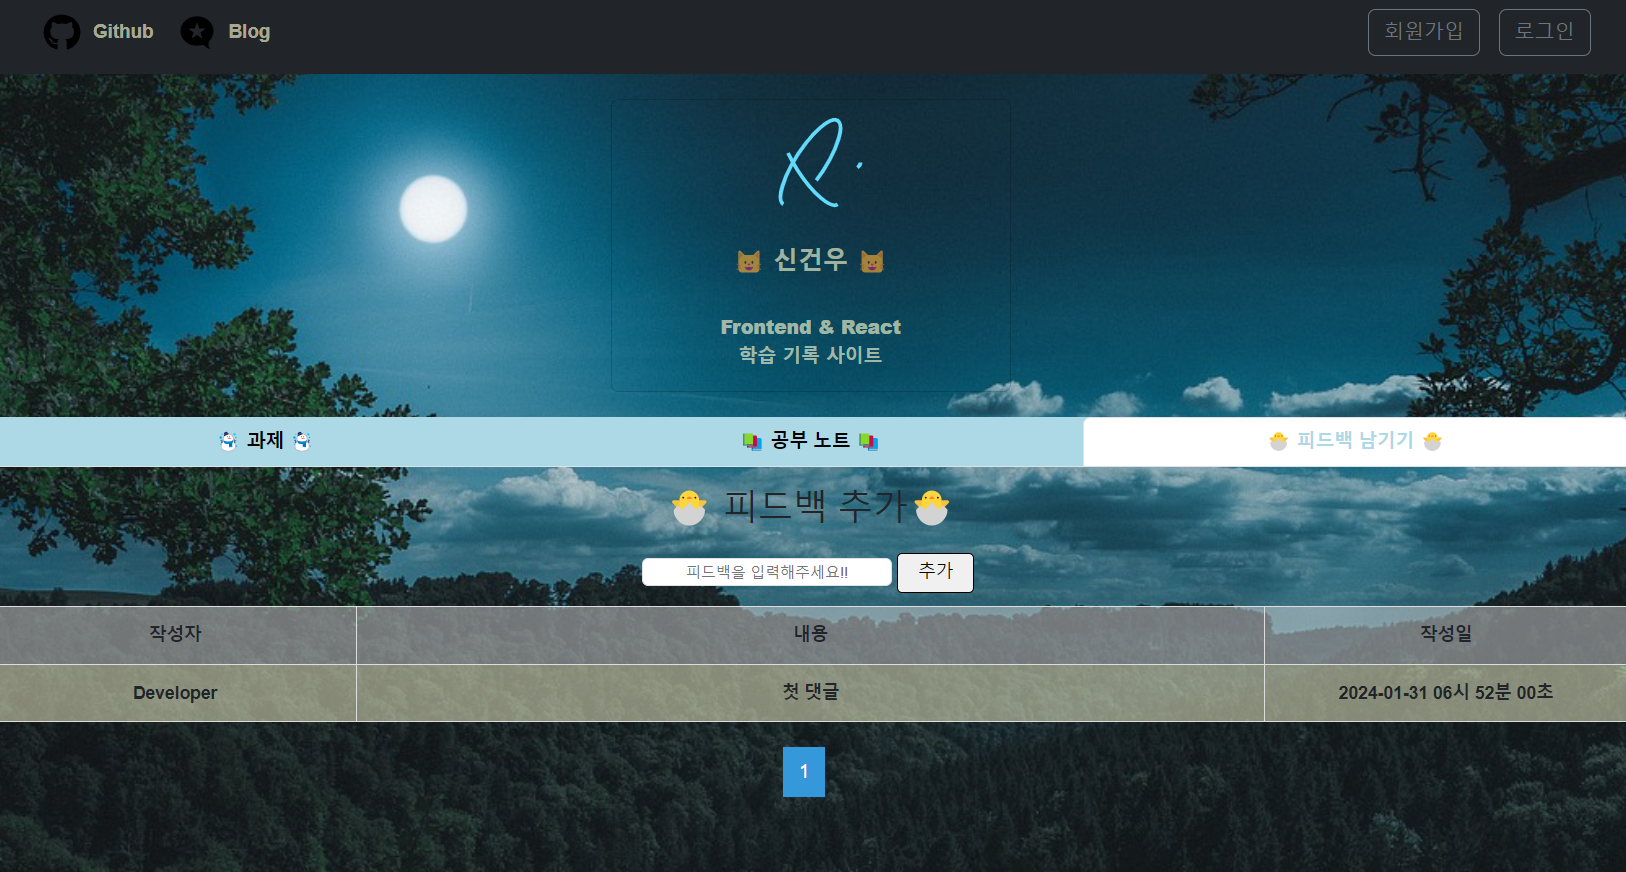 Github Blog 회원가입 로그인
R.
신건우
Frontend & React
학습 기록 사이트
과제 공부 노트 피드백 남기기
피드백 추가
피드백을 입력해주세요!! 추가
작성자 내용 작성일
Developer 첫 댓글 2024-01-31 06시 52분 00초
1